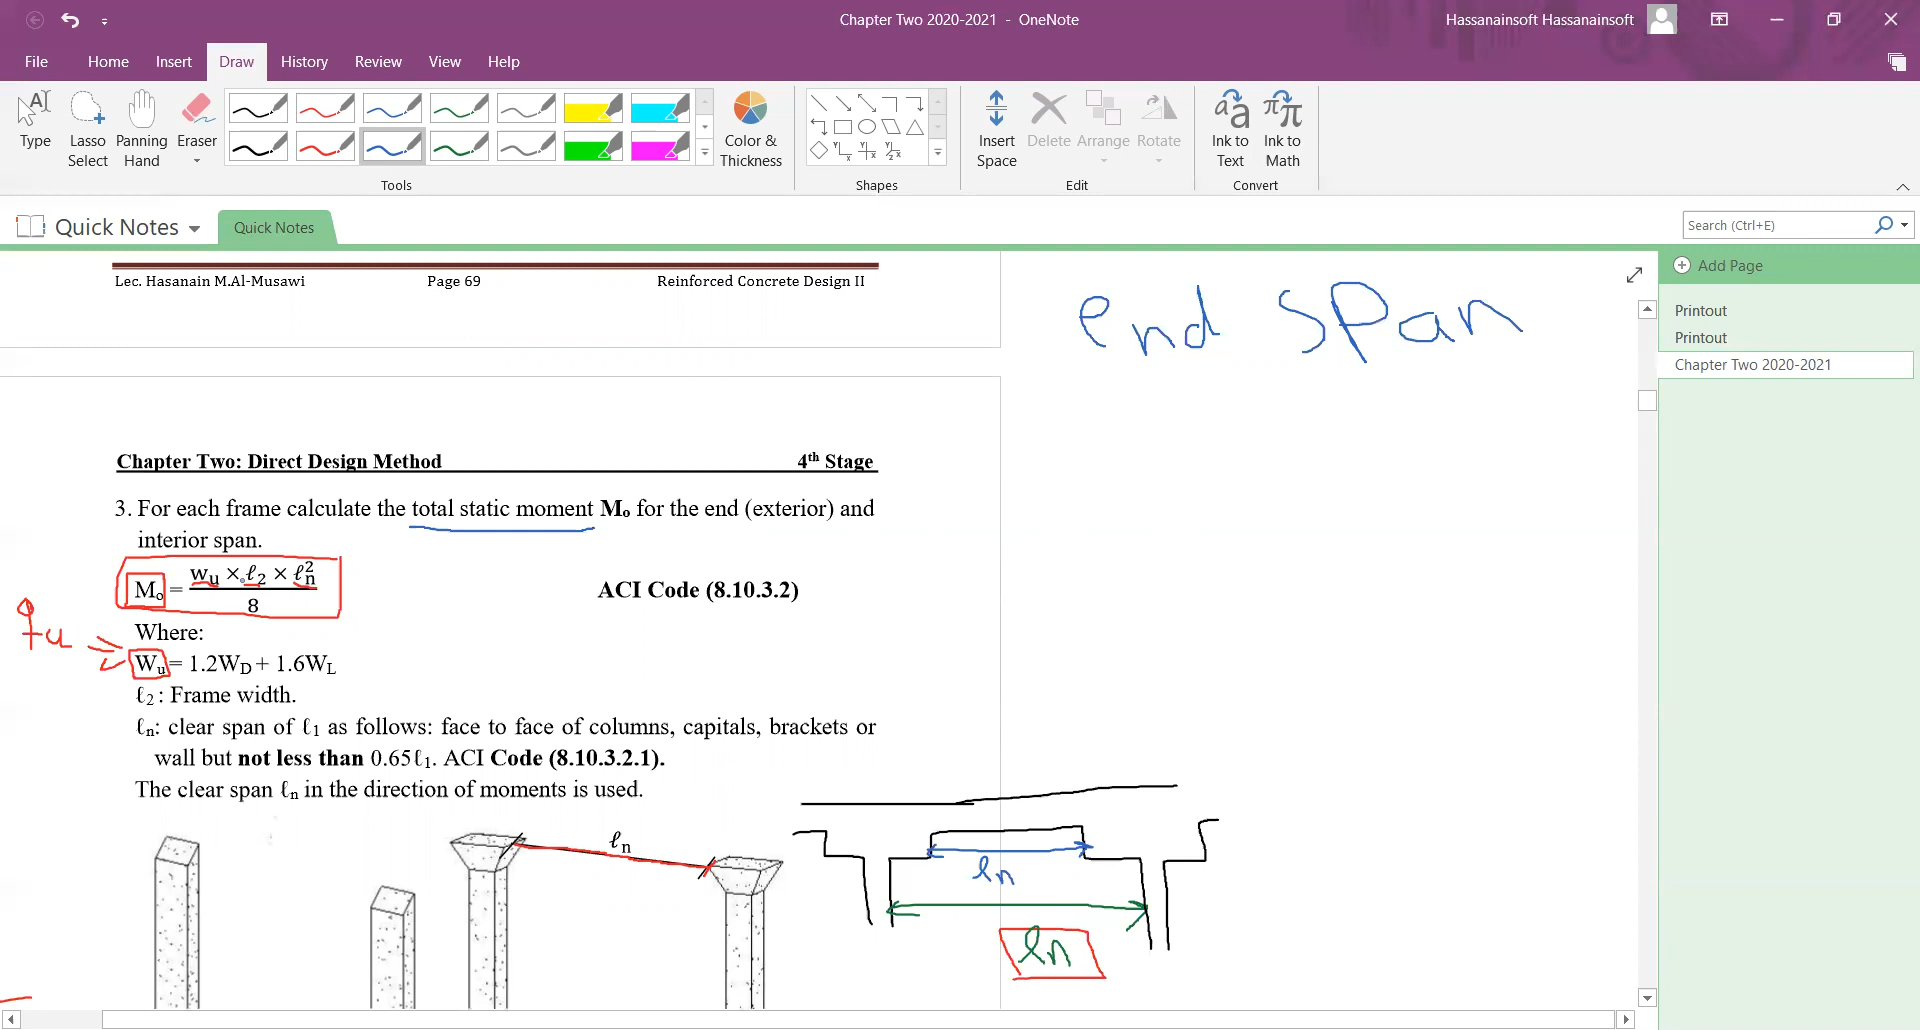 Chapter Two 2020-2021 - OneNote
Hassanainsoft Hassanainsoft
File Home Insert Draw History Review View Help
Type
Lasso Select
Panning Hand
Eraser
Color & Thickness
Insert Space
Delete
Arrange
Rotate
Ink to Text
Ink to Math
Tools
Shapes
Edit
Convert
Quick Notes
Quick Notes
Search (Ctrl+E)
Add Page
Printout
Printout
Chapter Two 2020-2021
Lec. Hasanain M.Al-Musawi Page 69 Reinforced Concrete Design II
end span
Chapter Two: Direct Design Method 4th Stage
3. For each frame calculate the total static moment Mₒ for the end (exterior) and
interior span.
Mₒ = (wᵤ × ℓ₂ × ℓₙ²) / 8
ACI Code (8.10.3.2)
Where:
qu
Wᵤ = 1.2W_D + 1.6W_L
ℓ₂ : Frame width.
ℓₙ: clear span of ℓ₁ as follows: face to face of columns, capitals, brackets or
wall but not less than 0.65ℓ₁. ACI Code (8.10.3.2.1).
The clear span ℓₙ in the direction of moments is used.
ℓₙ
ln
ln